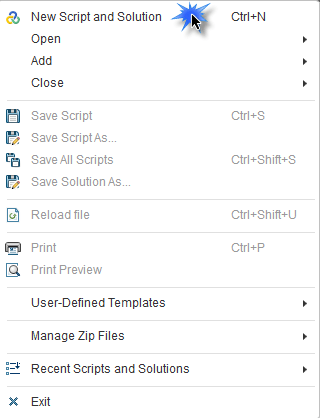 New Script and Solution Ctrl+N
Open
Add
Close
Save Script Ctrl+S
Save Script As...
Save All Scripts Ctrl+Shift+S
Save Solution As...
Reload file Ctrl+Shift+U
Print Ctrl+P
Print Preview
User-Defined Templates
Manage Zip Files
Recent Scripts and Solutions
Exit